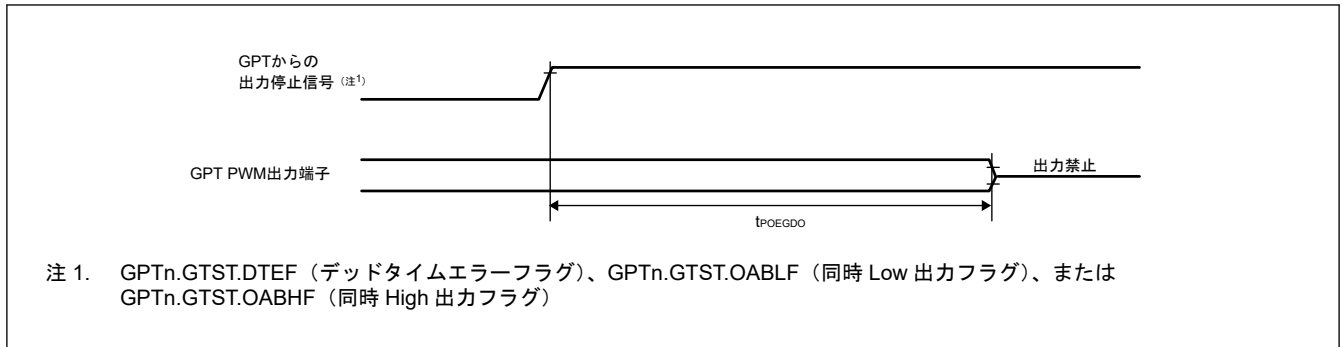 GPTからの
出力停止信号（注1）
GPT PWM出力端子
出力禁止
tPOEGDO
注 1. GPTn.GTST.DTEF（デッドタイムエラーフラグ）、GPTn.GTST.OABLF（同時 Low 出力フラグ）、または
GPTn.GTST.OABHF（同時 High 出力フラグ）